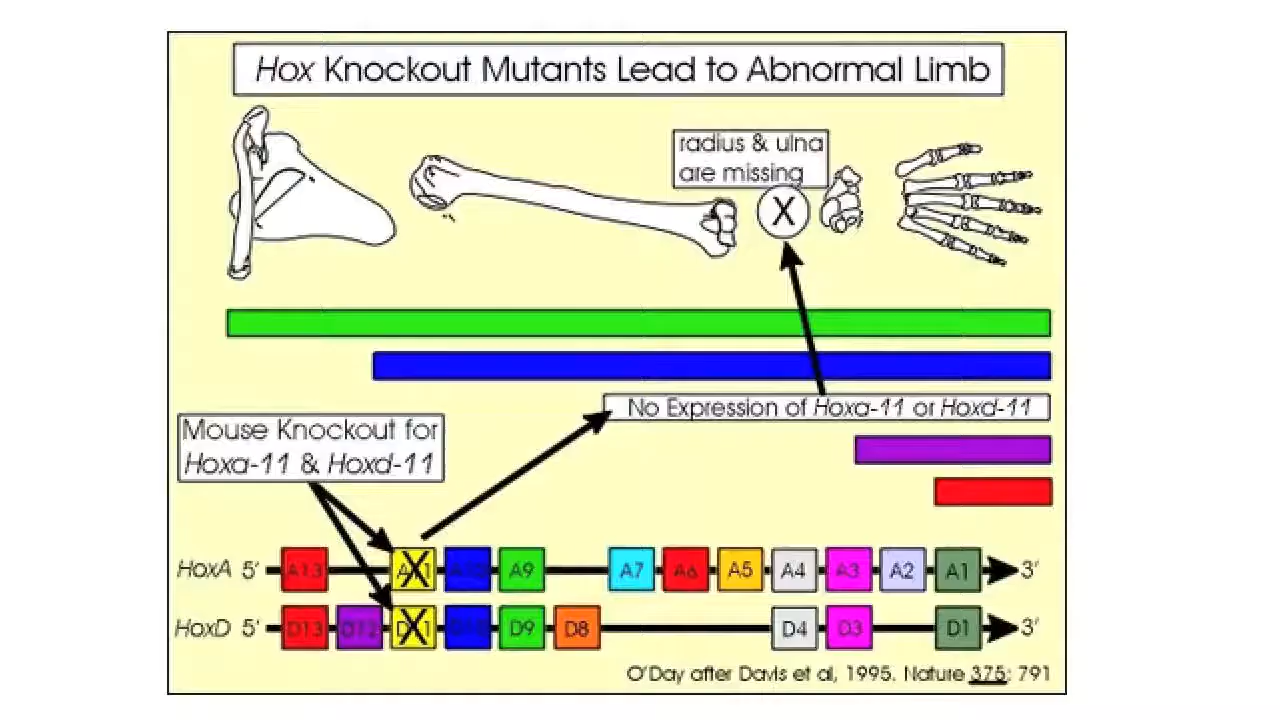 Hox Knockout Mutants Lead to Abnormal Limb
radius & ulna
are missing
X
No Expression of Hoxa-11 or Hoxd-11
Mouse Knockout for
Hoxa-11 & Hoxd-11
HoxA 5' A13 X A10 A9 A7 A6 A5 A4 A3 A2 A1 3'
HoxD 5' D13 D12 X D10 D9 D8 D4 D3 D1 3'
O'Day after Davis et al, 1995. Nature 375: 791